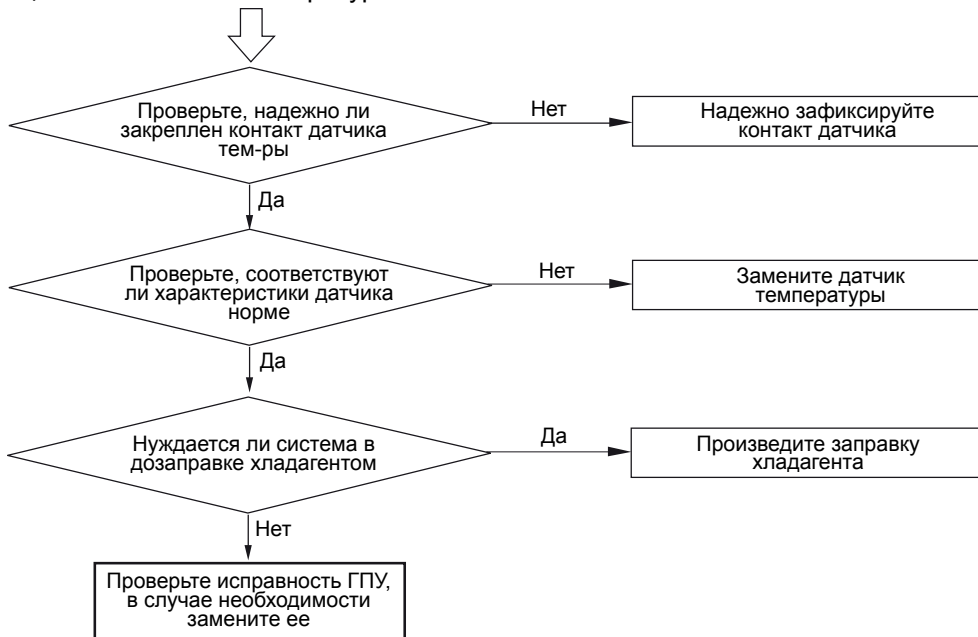 Проверьте, надежно ли
закреплен контакт датчика
тем-ры
Нет
Надежно зафиксируйте
контакт датчика
Да
Проверьте, соответствуют
ли характеристики датчика
норме
Нет
Замените датчик
температуры
Да
Нуждается ли система в
дозаправке хладагентом
Да
Произведите заправку
хладагента
Нет
Проверьте исправность ГПУ,
в случае необходимости
замените ее